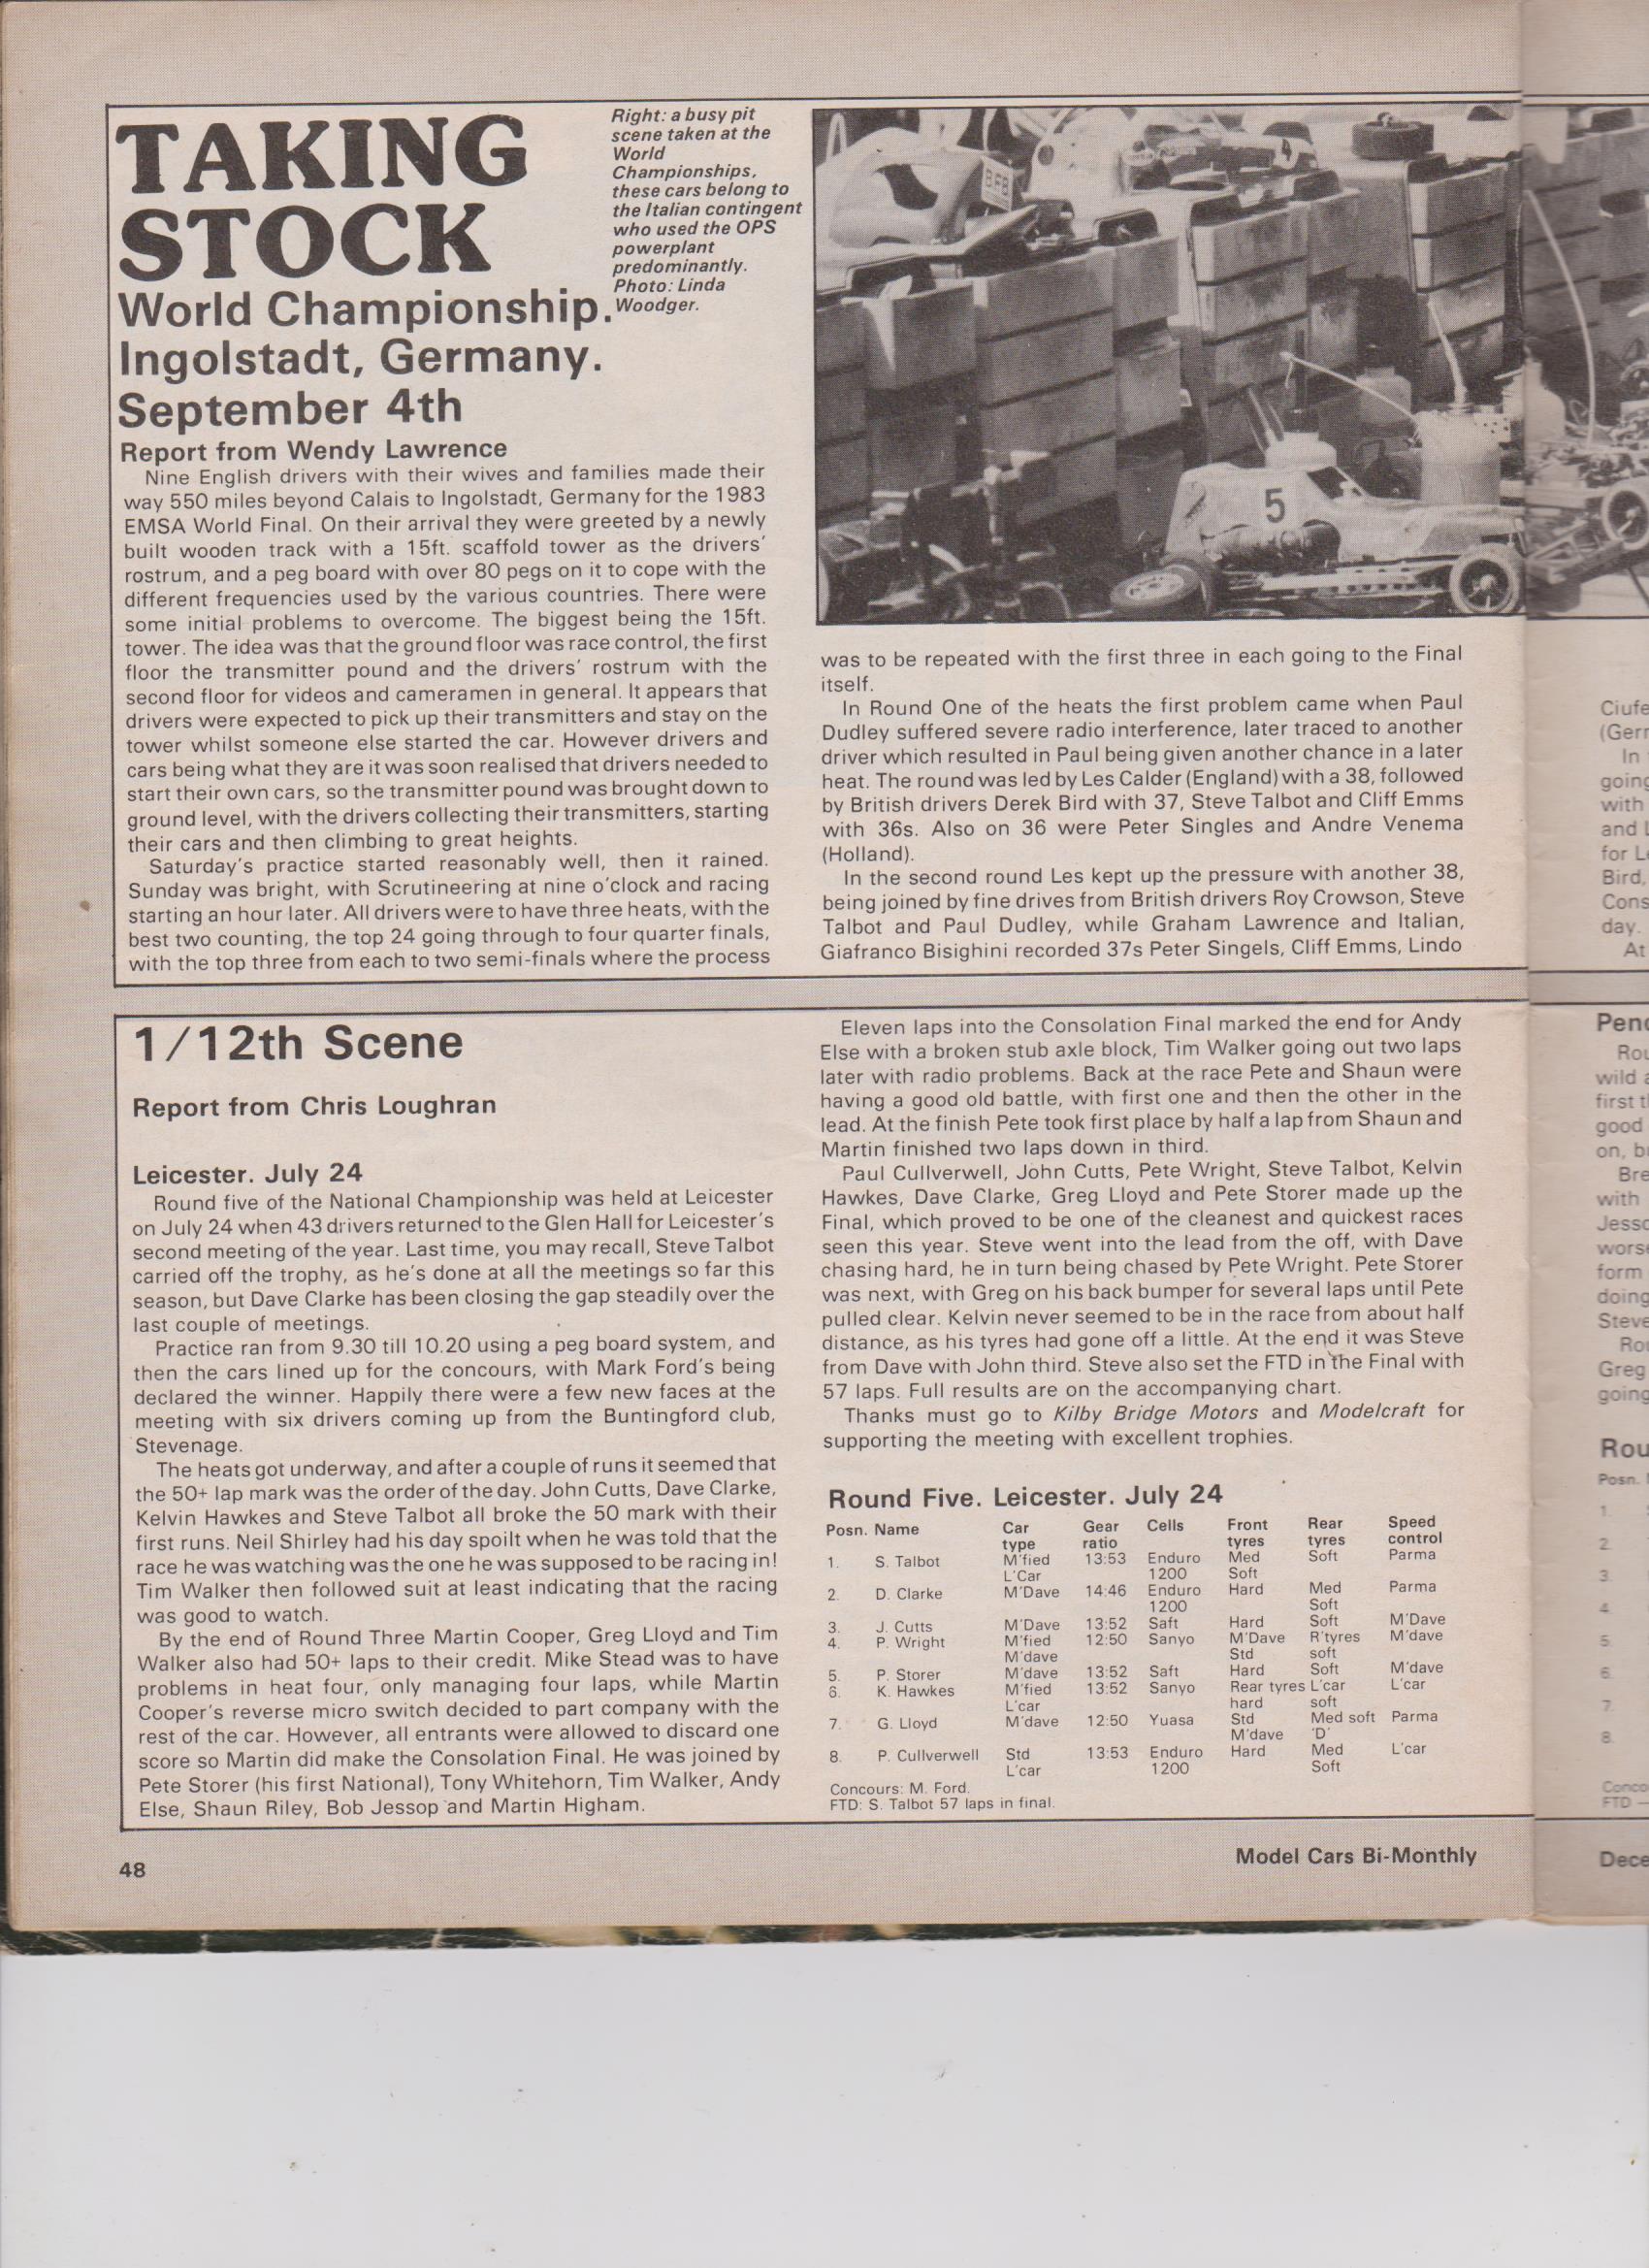 TAKING
STOCK
World Championship.
Ingolstadt, Germany.
September 4th
Right: a busy pit
scene taken at the
World
Championships,
these cars belong to
the Italian contingent
who used the OPS
powerplant
predominantly.
Photo: Linda
Woodger.
BFB
4
5
Report from Wendy Lawrence
Nine English drivers with their wives and families made their
way 550 miles beyond Calais to Ingolstadt, Germany for the 1983
EMSA World Final. On their arrival they were greeted by a newly
built wooden track with a 15ft. scaffold tower as the drivers'
rostrum, and a peg board with over 80 pegs on it to cope with the
different frequencies used by the various countries. There were
some initial problems to overcome. The biggest being the 15ft.
tower. The idea was that the ground floor was race control, the first
floor the transmitter pound and the drivers' rostrum with the
second floor for videos and cameramen in general. It appears that
drivers were expected to pick up their transmitters and stay on the
tower whilst someone else started the car. However drivers and
cars being what they are it was soon realised that drivers needed to
start their own cars, so the transmitter pound was brought down to
ground level, with the drivers collecting their transmitters, starting
their cars and then climbing to great heights.
Saturday's practice started reasonably well, then it rained.
Sunday was bright, with Scrutineering at nine o'clock and racing
starting an hour later. All drivers were to have three heats, with the
best two counting, the top 24 going through to four quarter finals,
with the top three from each to two semi-finals where the process
was to be repeated with the first three in each going to the Final
itself.
In Round One of the heats the first problem came when Paul
Dudley suffered severe radio interference, later traced to another
driver which resulted in Paul being given another chance in a later
heat. The round was led by Les Calder (England) with a 38, followed
by British drivers Derek Bird with 37, Steve Talbot and Cliff Emms
with 36s. Also on 36 were Peter Singles and Andre Venema
(Holland).
In the second round Les kept up the pressure with another 38,
being joined by fine drives from British drivers Roy Crowson, Steve
Talbot and Paul Dudley, while Graham Lawrence and Italian,
Giafranco Bisighini recorded 37s Peter Singels, Cliff Emms, Lindo
1/12th Scene
Report from Chris Loughran
Leicester. July 24
Round five of the National Championship was held at Leicester
on July 24 when 43 drivers returned to the Glen Hall for Leicester's
second meeting of the year. Last time, you may recall, Steve Talbot
carried off the trophy, as he's done at all the meetings so far this
season, but Dave Clarke has been closing the gap steadily over the
last couple of meetings.
Practice ran from 9.30 till 10.20 using a peg board system, and
then the cars lined up for the concours, with Mark Ford's being
declared the winner. Happily there were a few new faces at the
meeting with six drivers coming up from the Buntingford club,
Stevenage.
The heats got underway, and after a couple of runs it seemed that
the 50+ lap mark was the order of the day. John Cutts, Dave Clarke,
Kelvin Hawkes and Steve Talbot all broke the 50 mark with their
first runs. Neil Shirley had his day spoilt when he was told that the
race he was watching was the one he was supposed to be racing in!
Tim Walker then followed suit at least indicating that the racing
was good to watch.
By the end of Round Three Martin Cooper, Greg Lloyd and Tim
Walker also had 50+ laps to their credit. Mike Stead was to have
problems in heat four, only managing four laps, while Martin
Cooper's reverse micro switch decided to part company with the
rest of the car. However, all entrants were allowed to discard one
score so Martin did make the Consolation Final. He was joined by
Pete Storer (his first National), Tony Whitehorn, Tim Walker, Andy
Else, Shaun Riley, Bob Jessop and Martin Higham.
Eleven laps into the Consolation Final marked the end for Andy
Else with a broken stub axle block, Tim Walker going out two laps
later with radio problems. Back at the race Pete and Shaun were
having a good old battle, with first one and then the other in the
lead. At the finish Pete took first place by half a lap from Shaun and
Martin finished two laps down in third.
Paul Cullverwell, John Cutts, Pete Wright, Steve Talbot, Kelvin
Hawkes, Dave Clarke, Greg Lloyd and Pete Storer made up the
Final, which proved to be one of the cleanest and quickest races
seen this year. Steve went into the lead from the off, with Dave
chasing hard, he in turn being chased by Pete Wright. Pete Storer
was next, with Greg on his back bumper for several laps until Pete
pulled clear. Kelvin never seemed to be in the race from about half
distance, as his tyres had gone off a little. At the end it was Steve
from Dave with John third. Steve also set the FTD in the Final with
57 laps. Full results are on the accompanying chart.
Thanks must go to Kilby Bridge Motors and Modelcraft for
supporting the meeting with excellent trophies.
Round Five. Leicester. July 24
Posn. Name Car Gear Cells Front Rear Speed
type ratio tyres tyres control
1. S. Talbot M'fied 13:53 Enduro Med Soft Parma
L'Car 1200 Soft
2. D. Clarke M'Dave 14:46 Enduro Hard Med Parma
1200 Soft
3. J. Cutts M'Dave 13:52 Saft Hard Soft M'Dave
4. P. Wright M'fied 12:50 Sanyo M'Dave R'tyres M'dave
M'dave Std soft
5. P. Storer M'dave 13:52 Saft Hard Soft M'dave
6. K. Hawkes M'fied 13:52 Sanyo Rear tyres L'car L'car
L'car hard soft
7. G. Lloyd M'dave 12:50 Yuasa Std Med soft Parma
M'dave 'D'
8. P. Cullverwell Std 13:53 Enduro Hard Med L'car
L'car 1200 Soft
Concours: M. Ford.
FTD: S. Talbot 57 laps in final.
48
Model Cars Bi-Monthly
Ciufe
(Gerr
In
going
with
and L
for Le
Bird,
Cons
day.
At
Penc
Rou
wild a
first t
good
on, b
Bre
with
Jesso
worse
form
doing
Steve
Rou
Greg
going
Rou
Posn.
1.
2.
3.
4.
5.
6.
7.
8.
Conco
FTD —
Dece